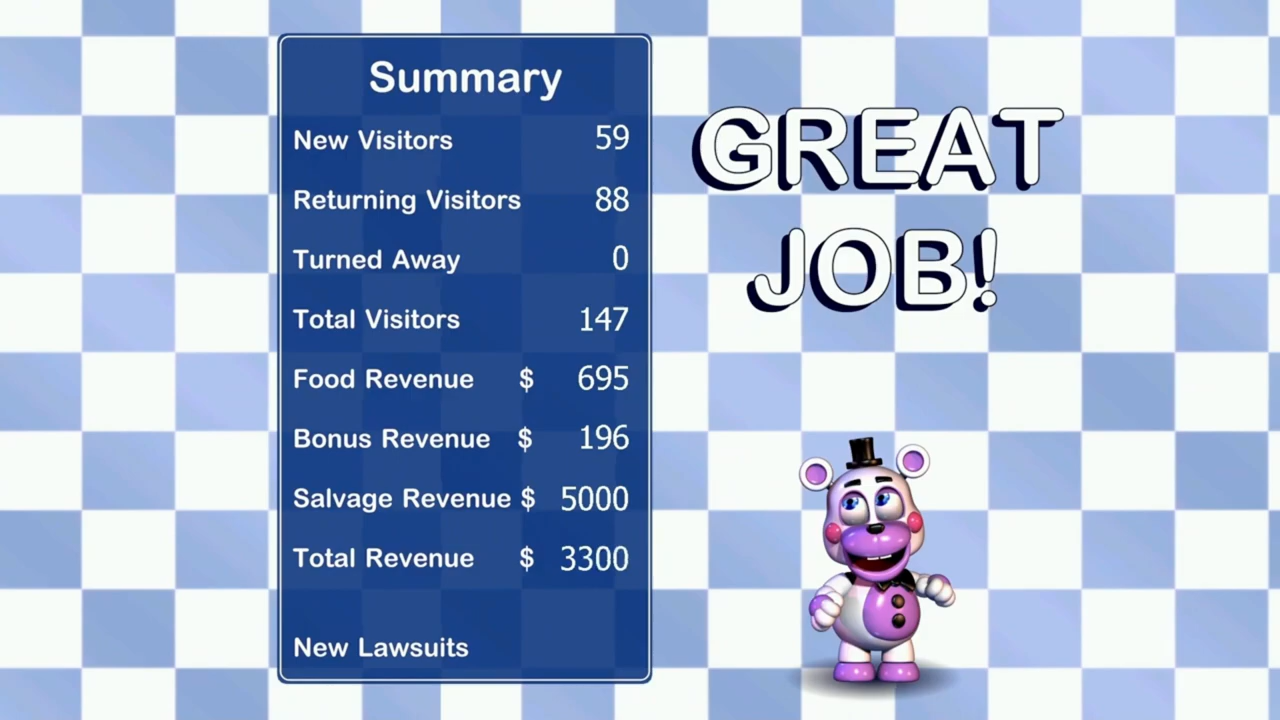 Summary
New Visitors 59
Returning Visitors 88
Turned Away 0
Total Visitors 147
Food Revenue $ 695
Bonus Revenue $ 196
Salvage Revenue $ 5000
Total Revenue $ 3300
New Lawsuits
GREAT
JOB!